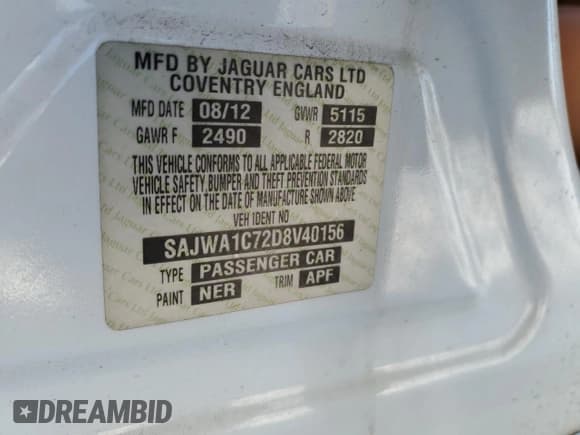 MFD BY JAGUAR CARS LTD
COVENTRY ENGLAND
MFD DATE 08/12 GVWR 5115
GAWR F 2490 R 2820
THIS VEHICLE CONFORMS TO ALL APPLICABLE FEDERAL MOTOR
VEHICLE SAFETY, BUMPER AND THEFT PREVENTION STANDARDS
IN EFFECT ON THE DATE OF MANUFACTURE SHOWN ABOVE
VEH IDENT NO
SAJWA1C72D8V40156
TYPE PASSENGER CAR
PAINT NER TRIM APF
DREAMBID